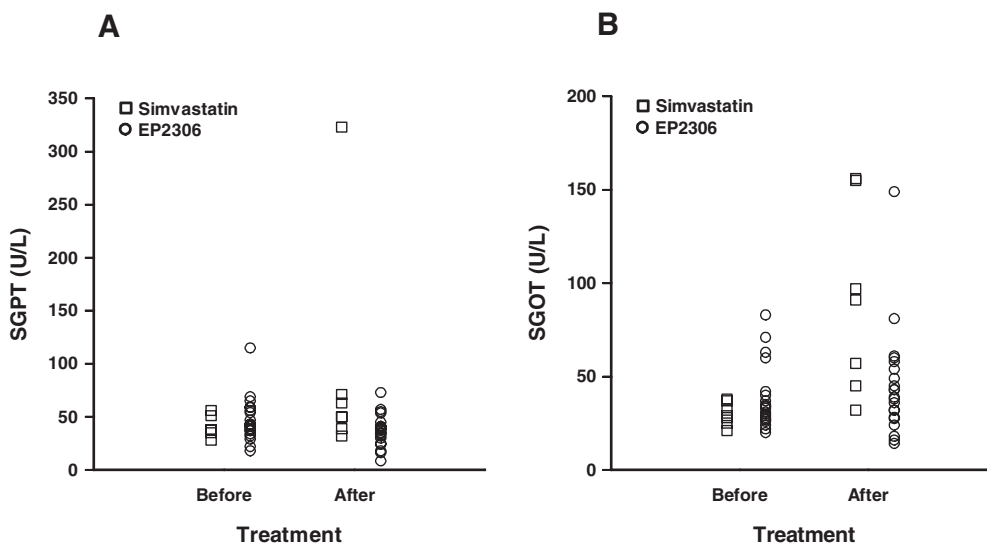 A
SGPT (U/L)
350
300
250
200
150
100
50
0
Simvastatin
EP2306
Before
After
Treatment
B
SGOT (U/L)
200
150
100
50
0
Simvastatin
EP2306
Before
After
Treatment